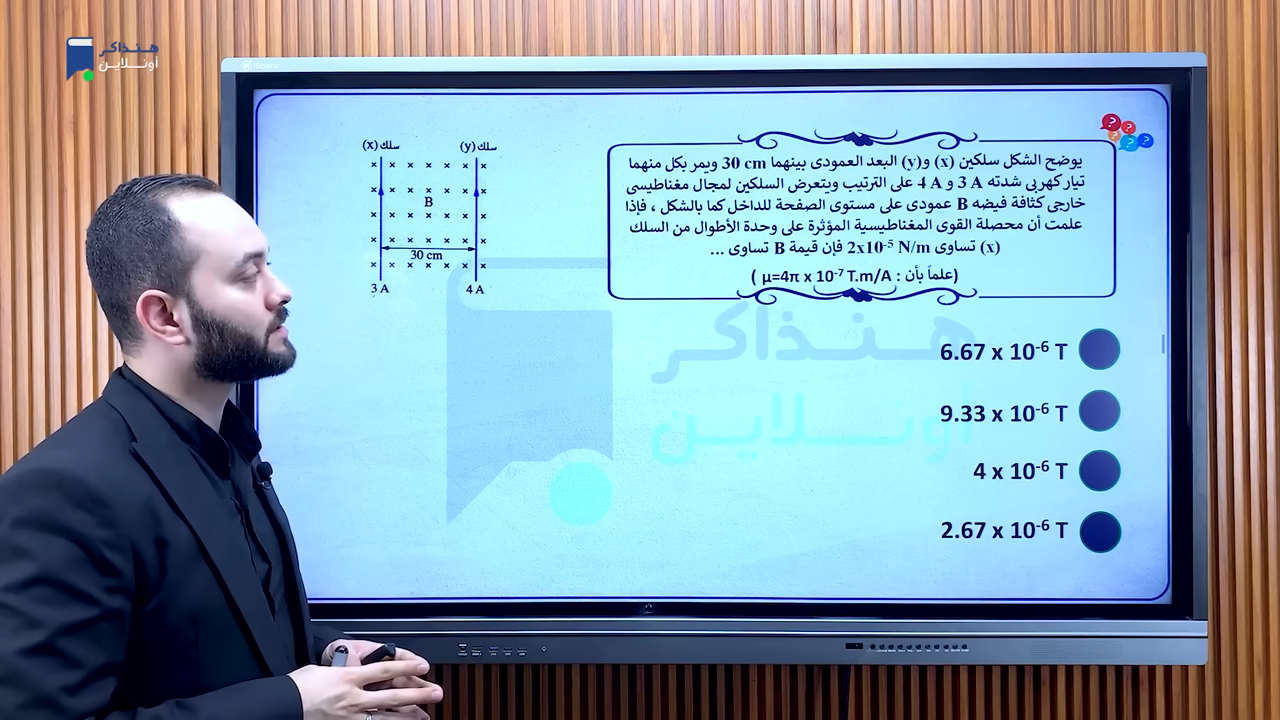 هنذاكر
أونلاين
يوضح الشكل سلكين (x) و(y) البعد العمودى بينهما 30 cm ويمر بكل منهما
تيار كهربى شدته 3 A و 4 A على الترتيب ويتعرض السلكين لمجال مغناطيسى
خارجى كثافة فيضه B عمودى على مستوى الصفحة للداخل كما بالشكل ، فإذا
علمت أن محصلة القوى المغناطيسية المؤثرة على وحدة الأطوال من السلك
(x) تساوى 2x10-5 N/m فإن قيمة B تساوى ...
(علماً بأن : μ=4π x 10-7 T.m/A )
سلك (x)
سلك (y)
B
30 cm
3 A
4 A
6.67 x 10-6 T
9.33 x 10-6 T
4 x 10-6 T
2.67 x 10-6 T
هنذاكر
أونلاين